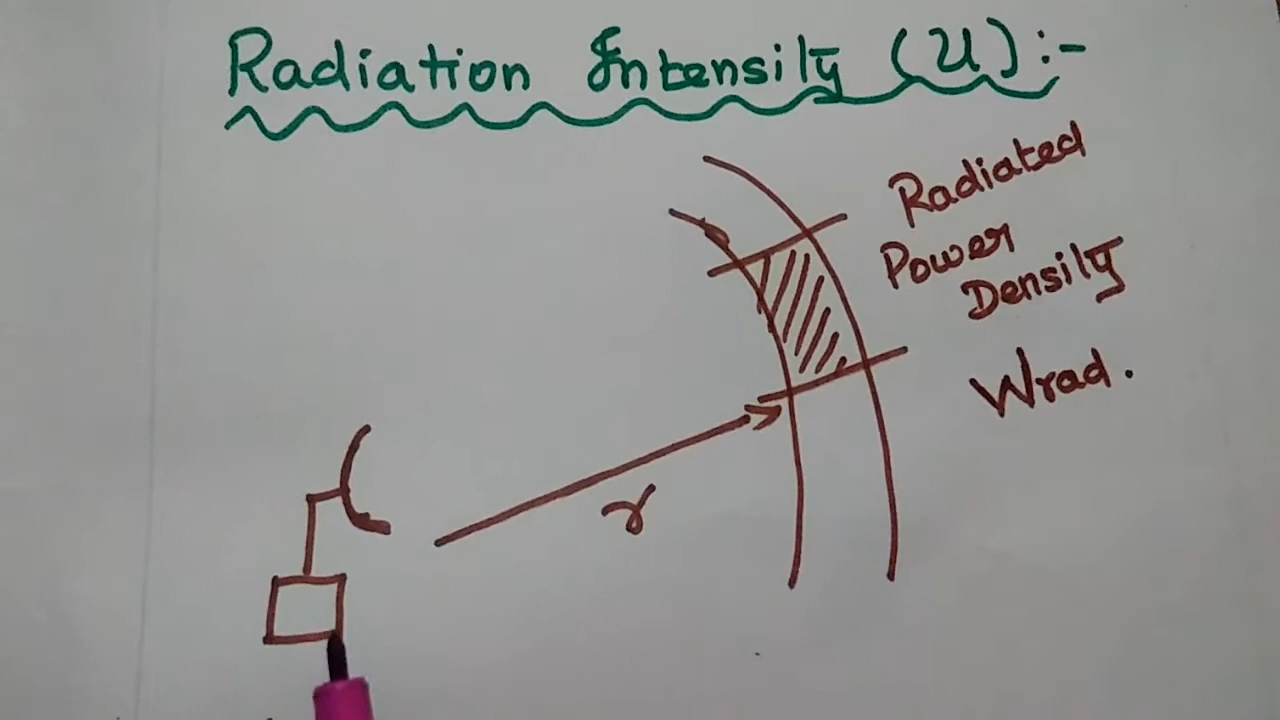 Radiation Intensity (U):-
Radiated
Power
Density
Wrad.
r